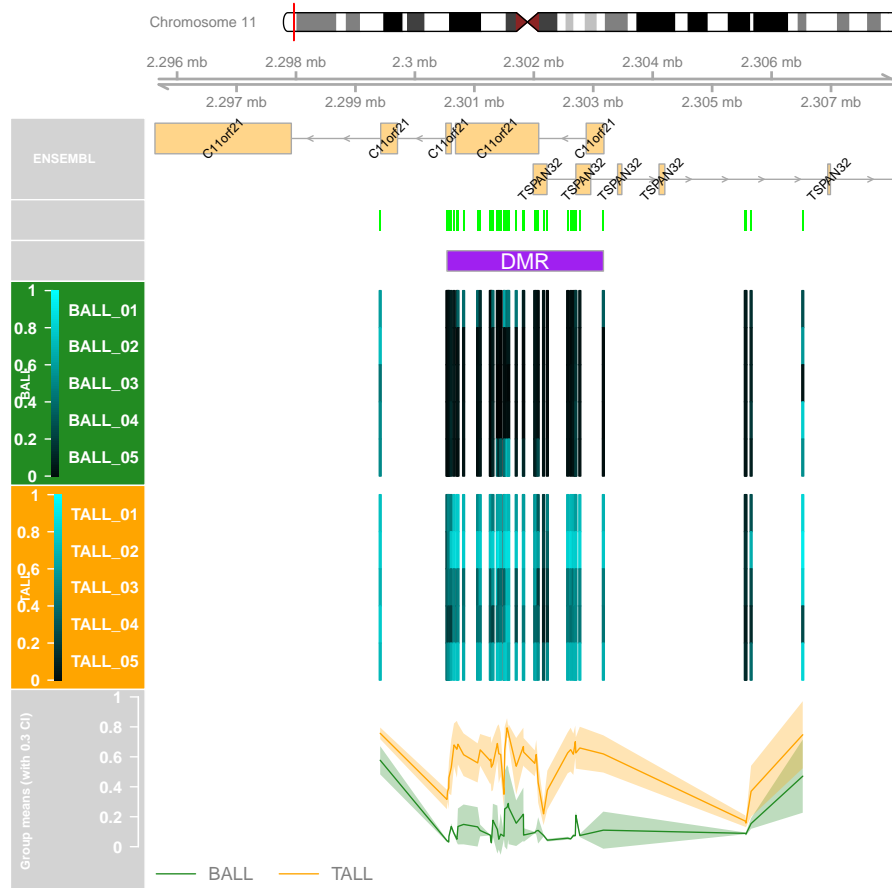 Chromosome 11
2.296 mb 2.298 mb 2.3 mb 2.302 mb 2.304 mb 2.306 mb
2.297 mb 2.299 mb 2.301 mb 2.303 mb 2.305 mb 2.307 mb
ENSEMBL
C11orf21 C11orf21 C11orf21 C11orf21 C11orf21
TSPAN32 TSPAN32 TSPAN32 TSPAN32 TSPAN32
DMR
BALL
1
0.8
0.6
0.4
0.2
0
BALL_01
BALL_02
BALL_03
BALL_04
BALL_05
TALL
1
0.8
0.6
0.4
0.2
0
TALL_01
TALL_02
TALL_03
TALL_04
TALL_05
Group means (with 0.3 CI)
1
0.8
0.6
0.4
0.2
0
BALL TALL